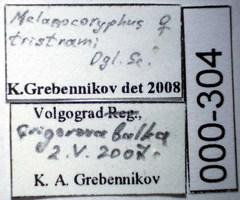 Melanocoryphus ♀
tristrami
Dgl. Sc.
K.Grebennikov det 2008
Volgograd Reg.,
Grigorova balka
2.V.2007.
K. A. Grebennikov
000-304